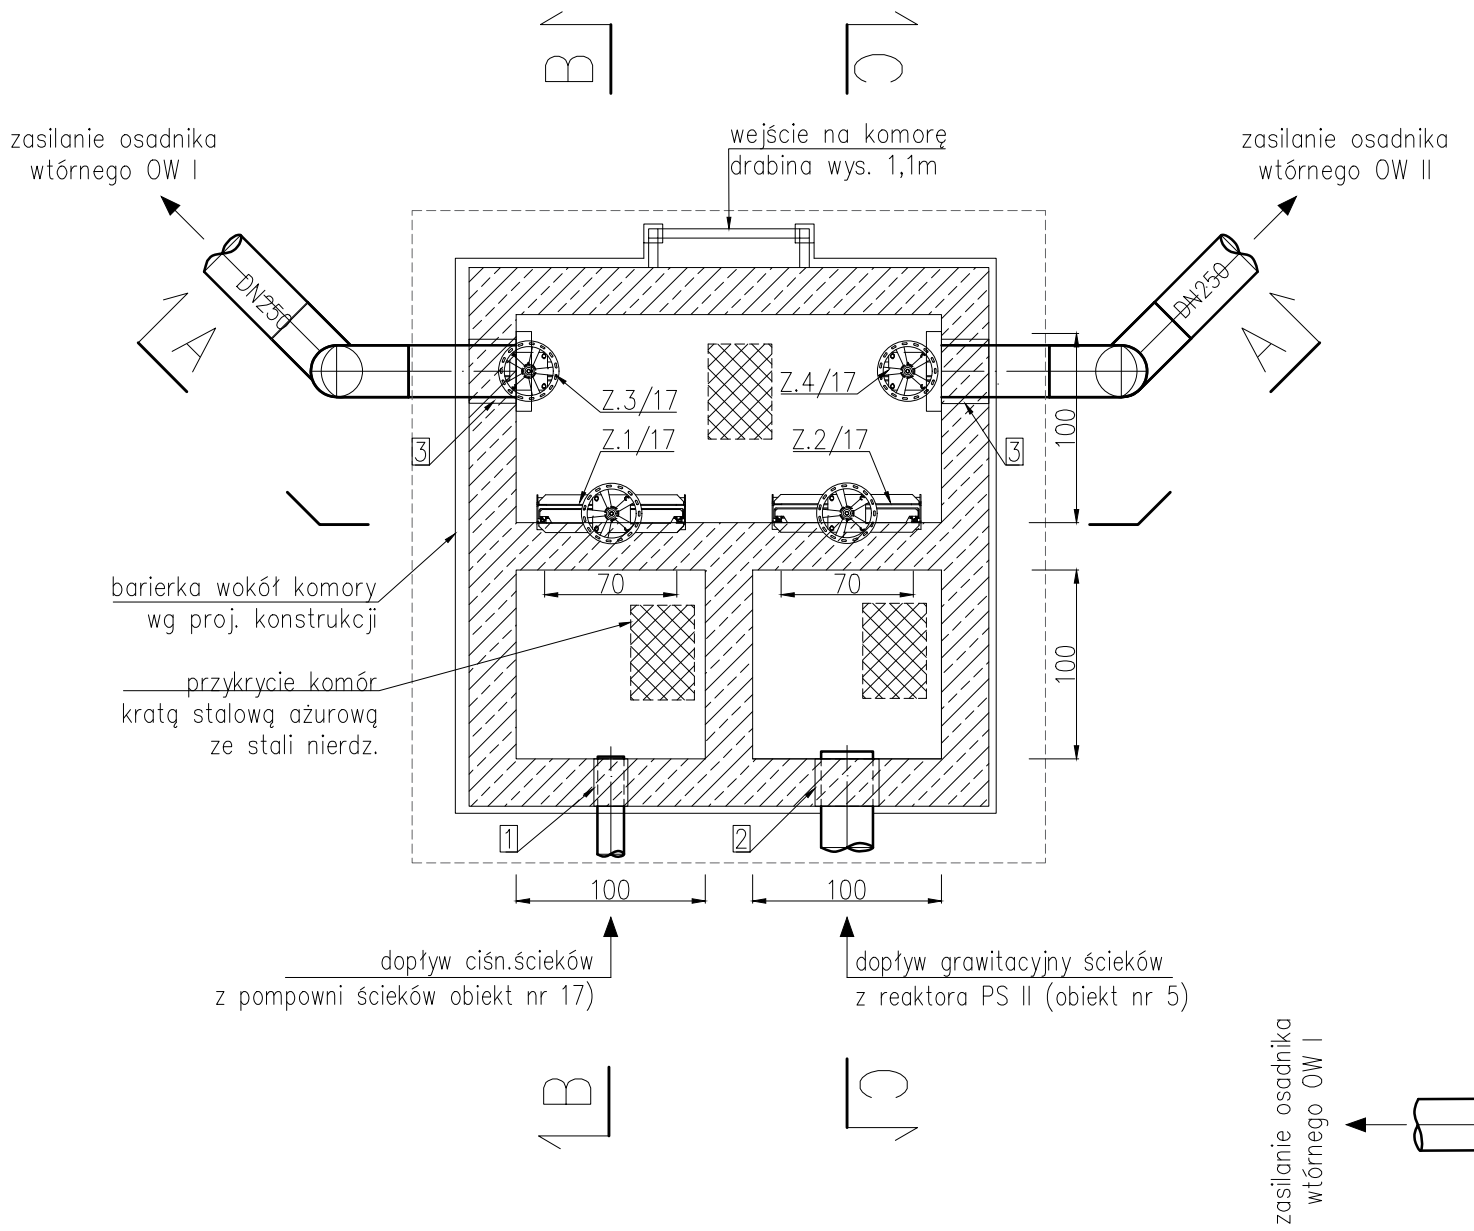 B
C
zasilanie osadnika
wtórnego OW I
wejście na komorę
drabina wys. 1,1m
zasilanie osadnika
wtórnego OW II
DN250
DN250
A
A
Z.3/17
Z.4/17
Z.1/17
Z.2/17
3
3
100
barierka wokół komory
wg proj. konstrukcji
70
70
100
przykrycie komór
kratą stalową ażurową
ze stali nierdz.
1
2
100
100
dopływ ciśn.ścieków
z pompowni ścieków obiekt nr 17)
dopływ grawitacyjny ścieków
z reaktora PS II (obiekt nr 5)
B
C
zasilanie osadnika
wtórnego OW I